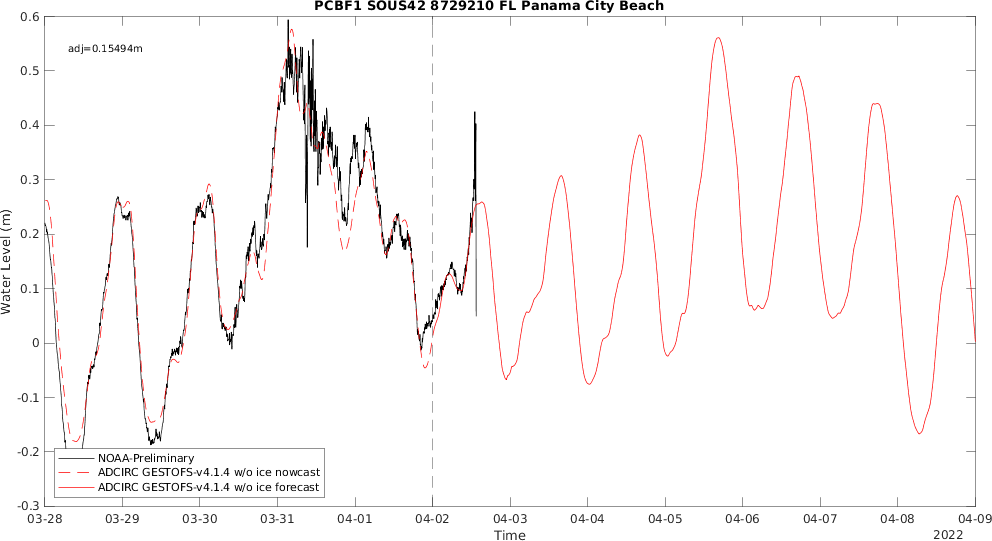 PCBF1 SOUS42 8729210 FL Panama City Beach
adj=0.15494m
0.6
0.5
0.4
0.3
0.2
0.1
0
-0.1
-0.2
-0.3
Water Level (m)
NOAA-Preliminary
ADCIRC GESTOFS-v4.1.4 w/o ice nowcast
ADCIRC GESTOFS-v4.1.4 w/o ice forecast
03-28 03-29 03-30 03-31 04-01 04-02 04-03 04-04 04-05 04-06 04-07 04-08 04-09
Time
2022